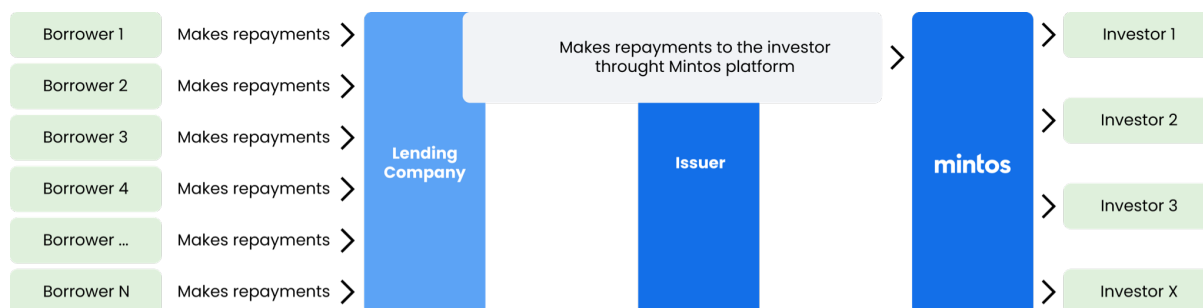 Borrower 1 Makes repayments
Borrower 2 Makes repayments
Borrower 3 Makes repayments
Borrower 4 Makes repayments
Borrower ... Makes repayments
Borrower N Makes repayments
Lending
Company
Makes repayments to the investor
throught Mintos platform
Issuer
mintos
Investor 1
Investor 2
Investor 3
Investor X